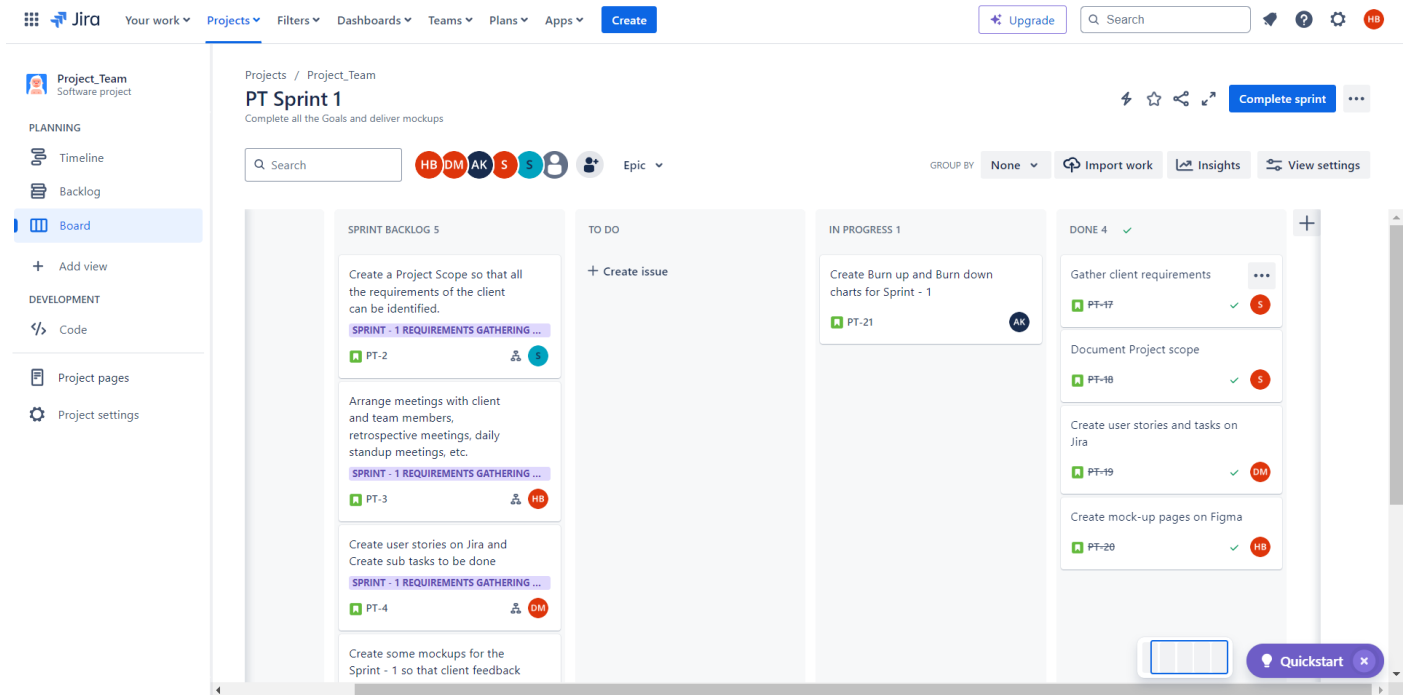 Jira
Your work
Projects
Filters
Dashboards
Teams
Plans
Apps
Create
Upgrade
Search
HB
Project_Team
Software project
PLANNING
Timeline
Backlog
Board
Add view
DEVELOPMENT
Code
Project pages
Project settings
Projects / Project_Team
PT Sprint 1
Complete all the Goals and deliver mockups
Complete sprint
Search
HB
DM
AK
S
S
Epic
GROUP BY
None
Import work
Insights
View settings
SPRINT BACKLOG 5
Create a Project Scope so that all
the requirements of the client
can be identified.
SPRINT - 1 REQUIREMENTS GATHERING ...
PT-2
S
Arrange meetings with client
and team members,
retrospective meetings, daily
standup meetings, etc.
SPRINT - 1 REQUIREMENTS GATHERING ...
PT-3
HB
Create user stories on Jira and
Create sub tasks to be done
SPRINT - 1 REQUIREMENTS GATHERING ...
PT-4
DM
Create some mockups for the
Sprint - 1 so that client feedback
TO DO
Create issue
IN PROGRESS 1
Create Burn up and Burn down
charts for Sprint - 1
PT-21
AK
DONE 4
Gather client requirements
PT-17
S
Document Project scope
PT-18
S
Create user stories and tasks on
Jira
PT-19
DM
Create mock-up pages on Figma
PT-20
HB
Quickstart